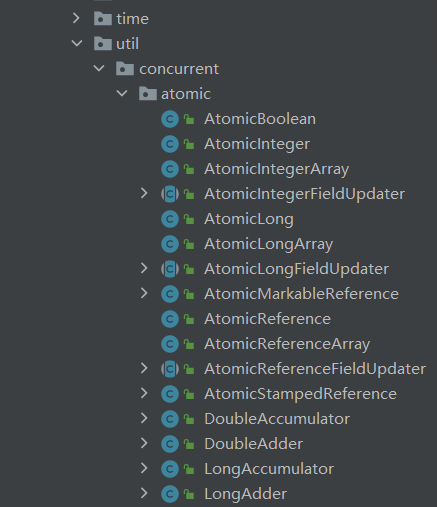 time
util
concurrent
atomic
AtomicBoolean
AtomicInteger
AtomicIntegerArray
AtomicIntegerFieldUpdater
AtomicLong
AtomicLongArray
AtomicLongFieldUpdater
AtomicMarkableReference
AtomicReference
AtomicReferenceArray
AtomicReferenceFieldUpdater
AtomicStampedReference
DoubleAccumulator
DoubleAdder
LongAccumulator
LongAdder